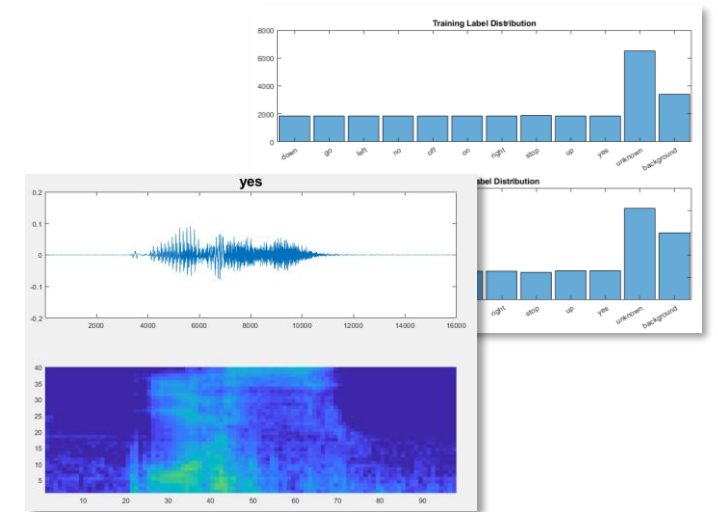 Training Label Distribution
8000
6000
4000
2000
0
down go left no off on right stop up yes unknown background
abel Distribution
right stop up yes unknown background
yes
0.2
0.1
0
-0.1
-0.2
2000 4000 6000 8000 10000 12000 14000 16000
40
35
30
25
20
15
10
5
10 20 30 40 50 60 70 80 90